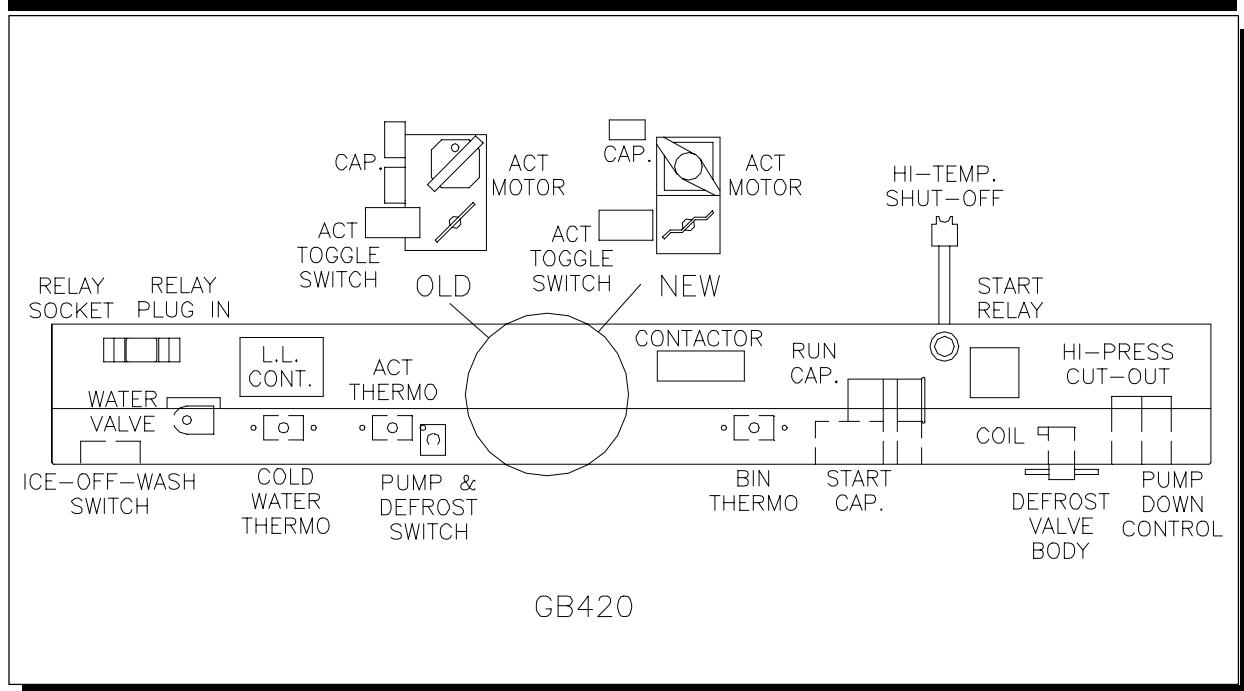 CAP.
ACT
MOTOR
ACT
TOGGLE
SWITCH
OLD
CAP.
ACT
MOTOR
ACT
TOGGLE
SWITCH
NEW
HI-TEMP.
SHUT-OFF
RELAY
SOCKET
RELAY
PLUG IN
START
RELAY
L.L.
CONT.
ACT
THERMO
CONTACTOR
RUN
CAP.
HI-PRESS
CUT-OUT
WATER
VALVE
COIL
ICE-OFF-WASH
SWITCH
COLD
WATER
THERMO
PUMP &
DEFROST
SWITCH
BIN
THERMO
START
CAP.
DEFROST
VALVE
BODY
PUMP
DOWN
CONTROL
GB420